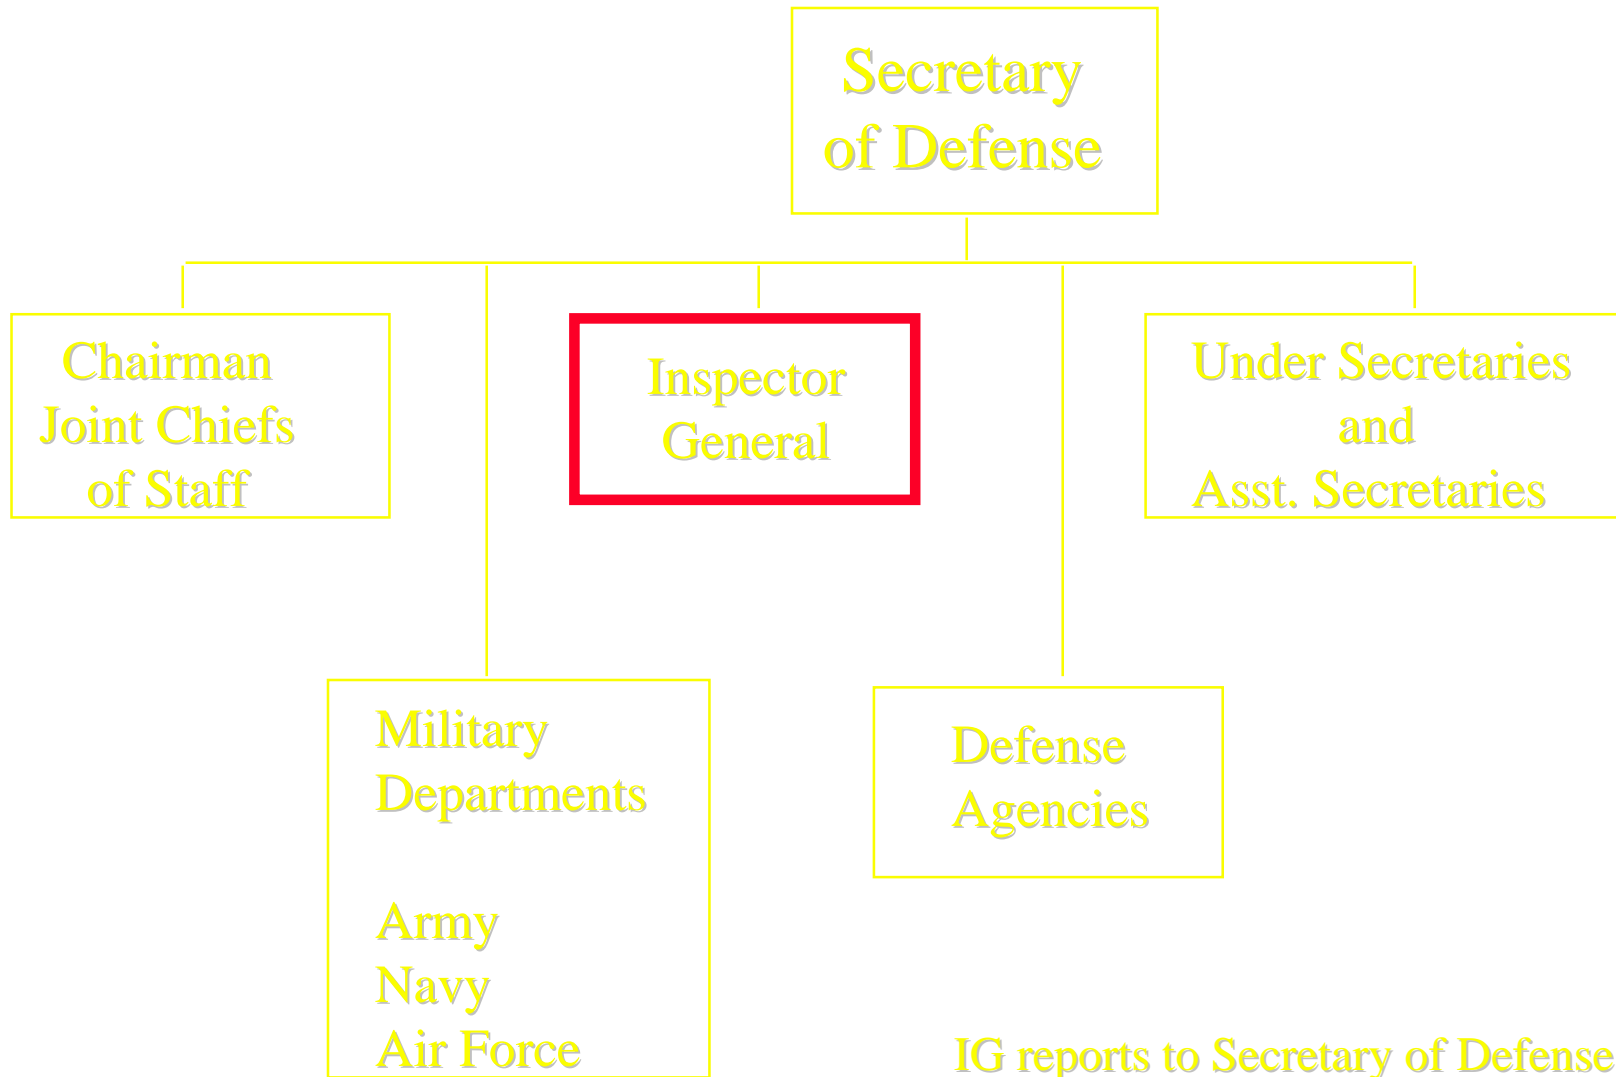 Secretary
of Defense
Chairman
Joint Chiefs
of Staff
Inspector
General
Under Secretaries
and
Asst. Secretaries
Military
Departments
Army
Navy
Air Force
Defense
Agencies
IG reports to Secretary of Defense